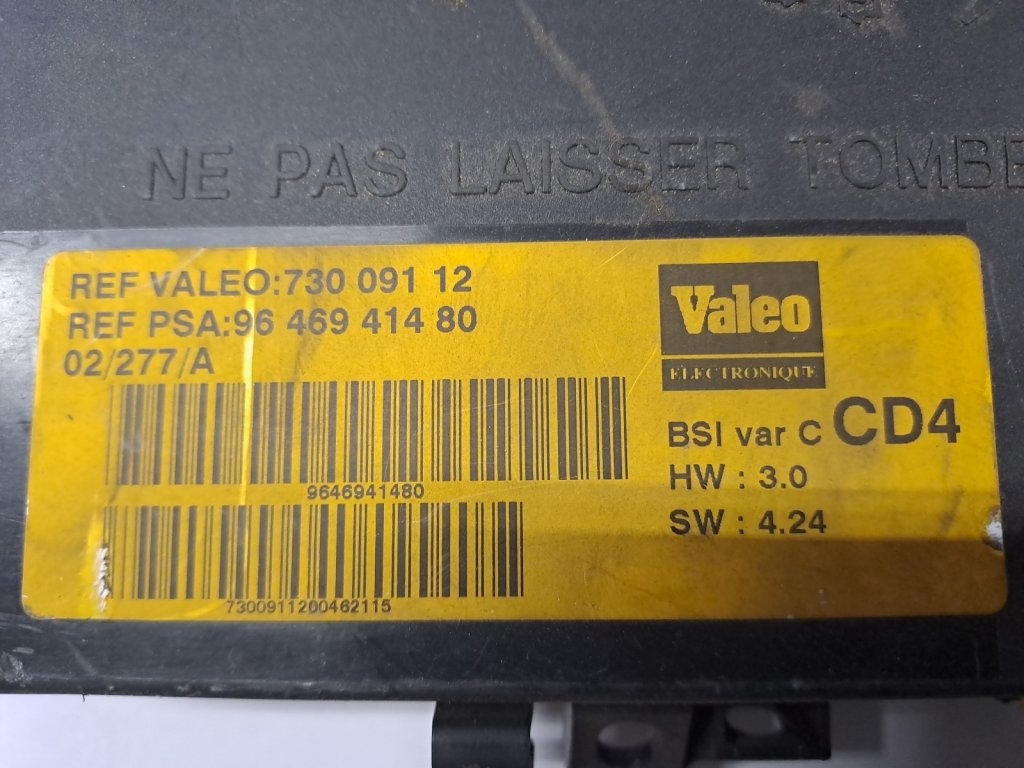 NE PAS LAISSER TOMBE
REF VALEO:730 091 12
REF PSA:96 469 414 80
02/277/A
9646941480
7300911200462115
Valeo
ELECTRONIQUE
BSI var C CD4
HW : 3.0
SW : 4.24